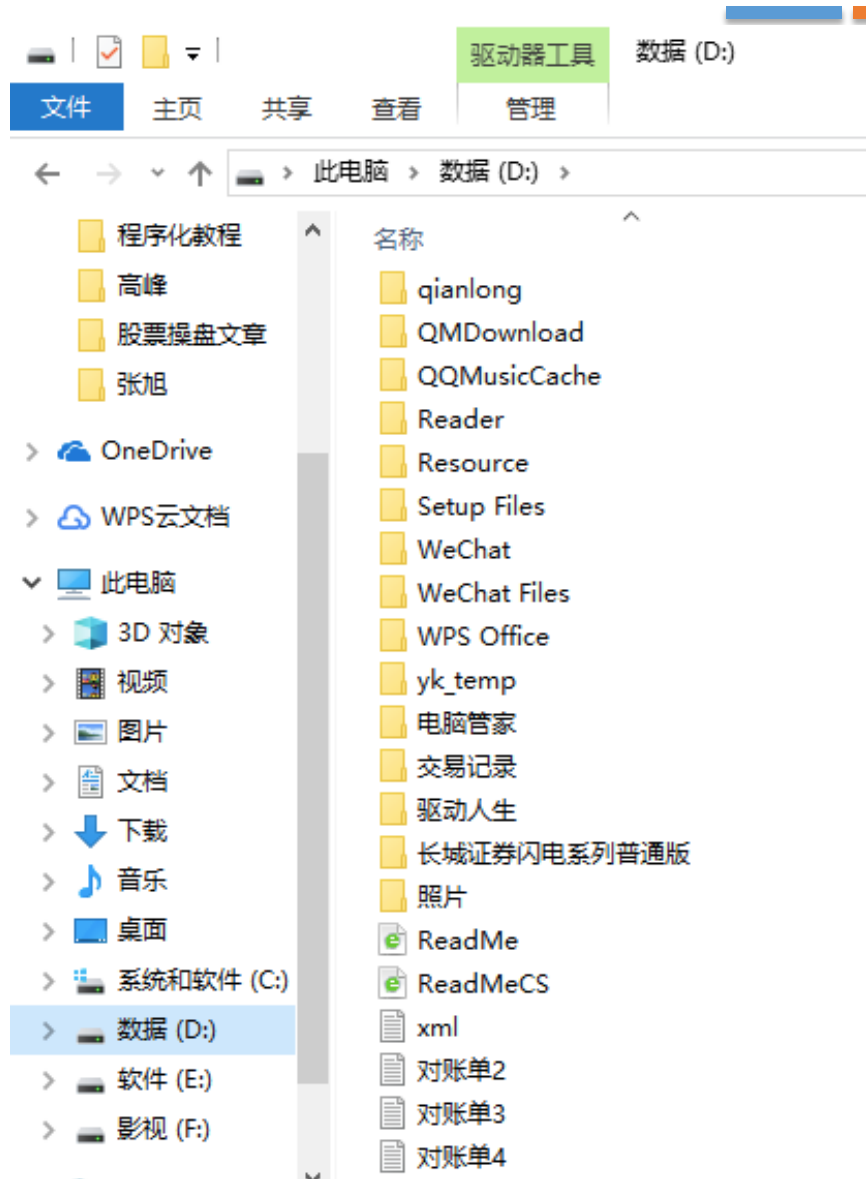 驱动器工具 数据 (D:)
文件 主页 共享 查看 管理
此电脑 数据 (D:)
程序化教程
高峰
股票操盘文章
张旭
OneDrive
WPS云文档
此电脑
3D 对象
视频
图片
文档
下载
音乐
桌面
系统和软件 (C:)
数据 (D:)
软件 (E:)
影视 (F:)
名称
qianlong
QMDownload
QQMusicCache
Reader
Resource
Setup Files
WeChat
WeChat Files
WPS Office
yk_temp
电脑管家
交易记录
驱动人生
长城证券闪电系列普通版
照片
ReadMe
ReadMeCS
xml
对账单2
对账单3
对账单4